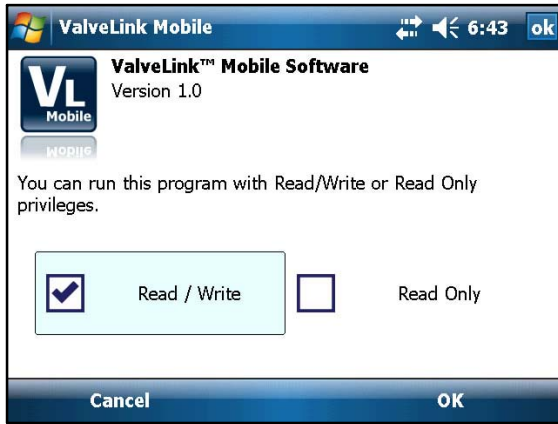 ValveLink Mobile 6:43 ok
VL
Mobile
ValveLink™ Mobile Software
Version 1.0
You can run this program with Read/Write or Read Only
privileges.
Read / Write Read Only
Cancel OK